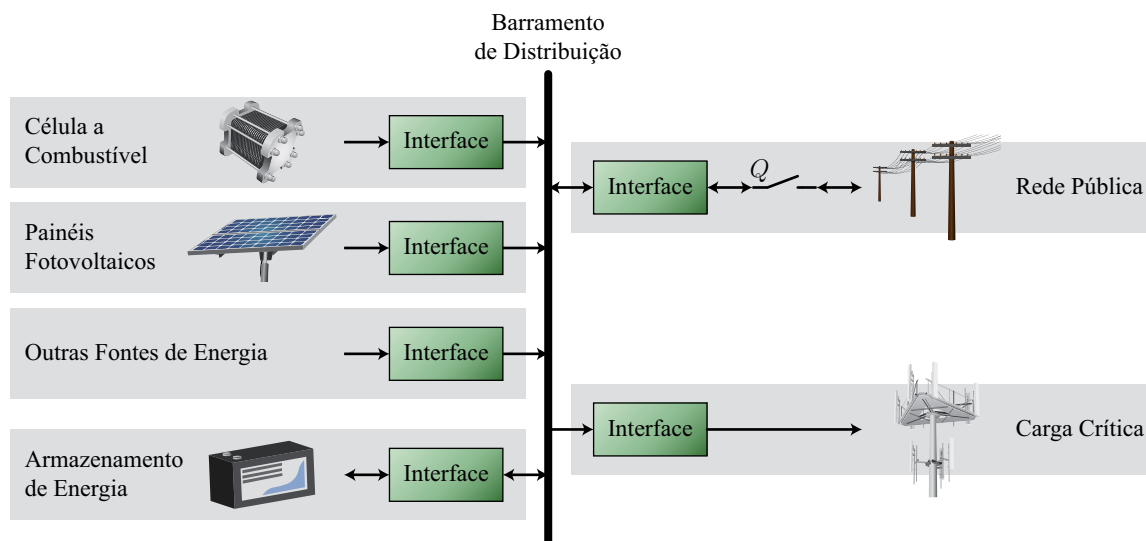 Barramento
de Distribuição
Célula a
Combustível
Interface
Painéis
Fotovoltaicos
Interface
Outras Fontes de Energia
Interface
Armazenamento
de Energia
Interface
Interface
Q
Rede Pública
Interface
Carga Crítica